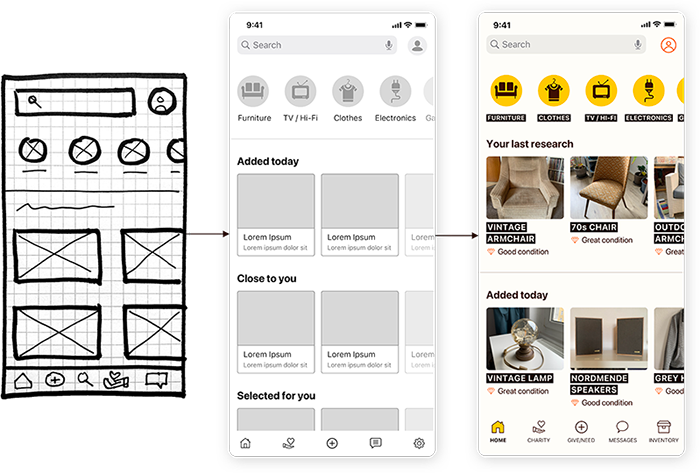 9:41
Search
Furniture
TV / Hi-Fi
Clothes
Electronics
Ga
Added today
Lorem Ipsum
Lorem ipsum dolor sit
Lorem Ipsum
Lorem ipsum dolor sit
Close to you
Lorem Ipsum
Lorem ipsum dolor sit
Lorem Ipsum
Lorem ipsum dolor sit
Selected for you
9:41
Search
FURNITURE
CLOTHES
TV / HI-FI
ELECTRONICS
G
Your last research
VINTAGE
ARMCHAIR
Good condition
70s CHAIR
Great condition
OUTDO
ARMCH
Gre
Added today
VINTAGE LAMP
Great condition
NORDMENDE
SPEAKERS
Good condition
GREY H
Good
HOME
CHARITY
GIVE/NEED
MESSAGES
INVENTORY